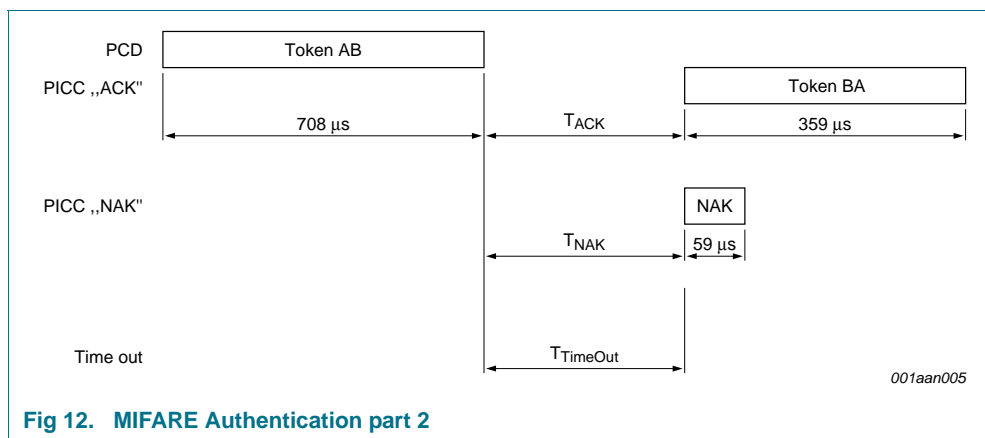 PCD Token AB
PICC ,,ACK" Token BA
708 μs TACK 359 μs
PICC ,,NAK" NAK
TNAK 59 μs
Time out TTimeOut
001aan005
Fig 12. MIFARE Authentication part 2